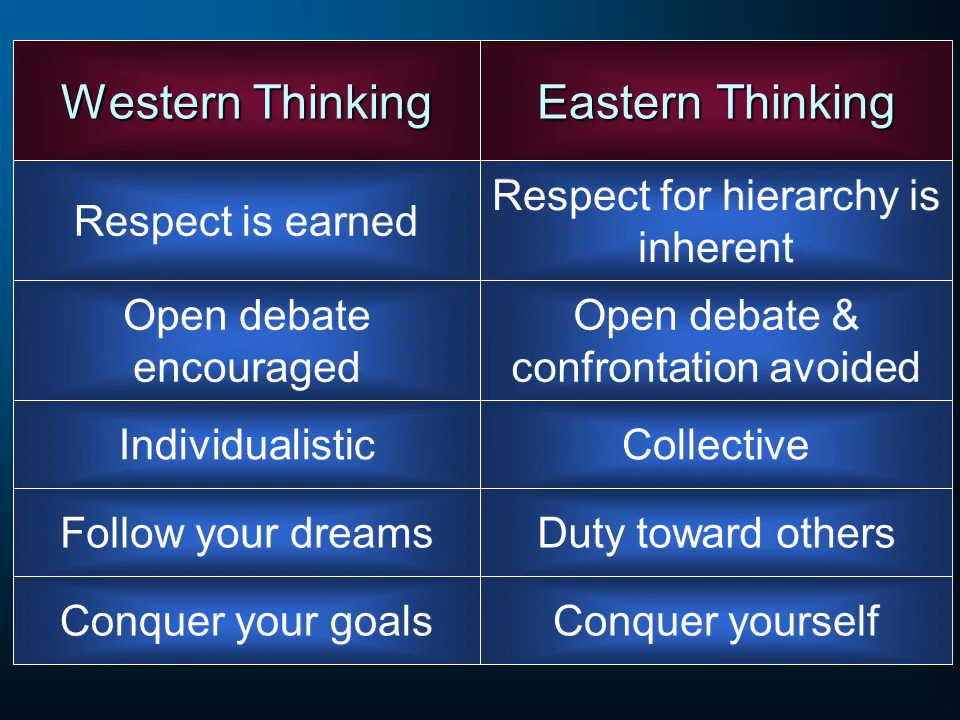 Western Thinking
Eastern Thinking
Respect is earned
Respect for hierarchy is
inherent
Open debate
encouraged
Open debate &
confrontation avoided
Individualistic
Collective
Follow your dreams
Duty toward others
Conquer your goals
Conquer yourself